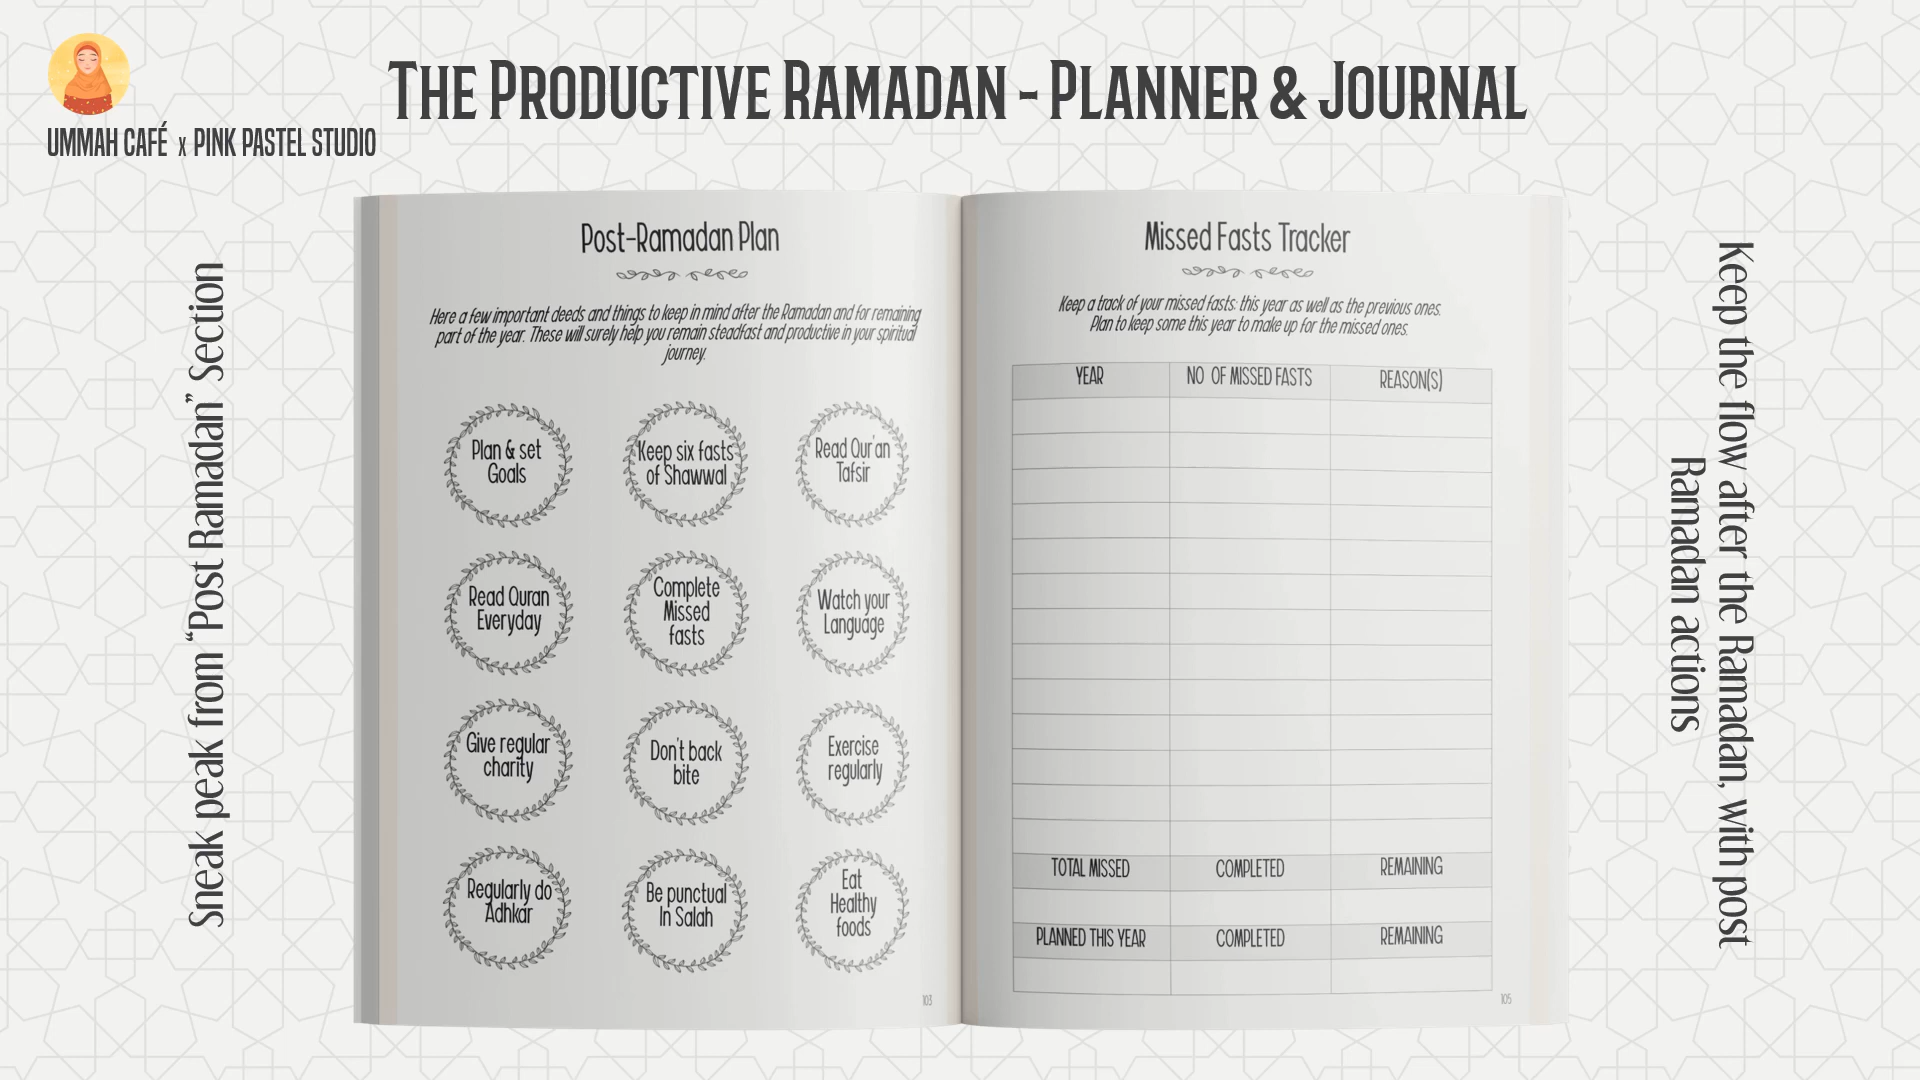 THE PRODUCTIVE RAMADAN - PLANNER & JOURNAL
UMMAH CAFÉ x PINK PASTEL STUDIO
Sneak peak from “Post Ramadan” Section
Post-Ramadan Plan
Here a few important deeds and things to keep in mind after the Ramadan and for remaining
part of the year. These will surely help you remain steadfast and productive in your spiritual
journey.
Plan & set
Goals
Keep six fasts
of Shawwal
Read Qur'an
Tafsir
Read Quran
Everyday
Complete
Missed
fasts
Watch your
Language
Give regular
charity
Don't back
bite
Exercise
regularly
Regularly do
Adhkar
Be punctual
In Salah
Eat
Healthy
foods
103
Missed Fasts Tracker
Keep a track of your missed fasts: this year as well as the previous ones.
Plan to keep some this year to make up for the missed ones.
YEAR NO OF MISSED FASTS REASON(S)
TOTAL MISSED COMPLETED REMAINING
PLANNED THIS YEAR COMPLETED REMAINING
105
Keep the flow after the Ramadan, with post
Ramadan actions